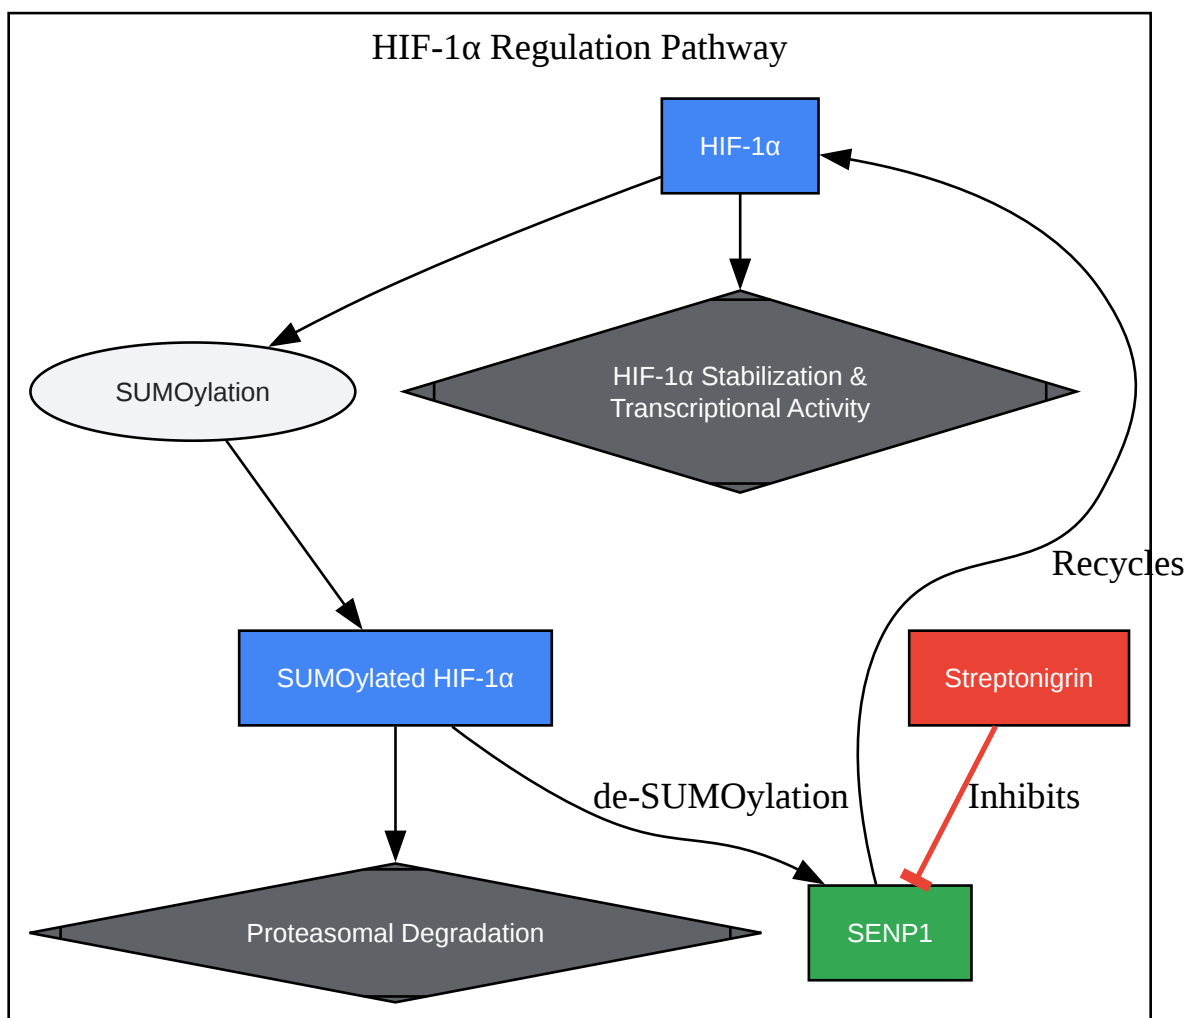 HIF-1α Regulation Pathway
HIF-1α
SUMOylation
HIF-1α Stabilization &
Transcriptional Activity
Recycles
SUMOylated HIF-1α
Streptonigrin
de-SUMOylation
Inhibits
Proteasomal Degradation
SENP1